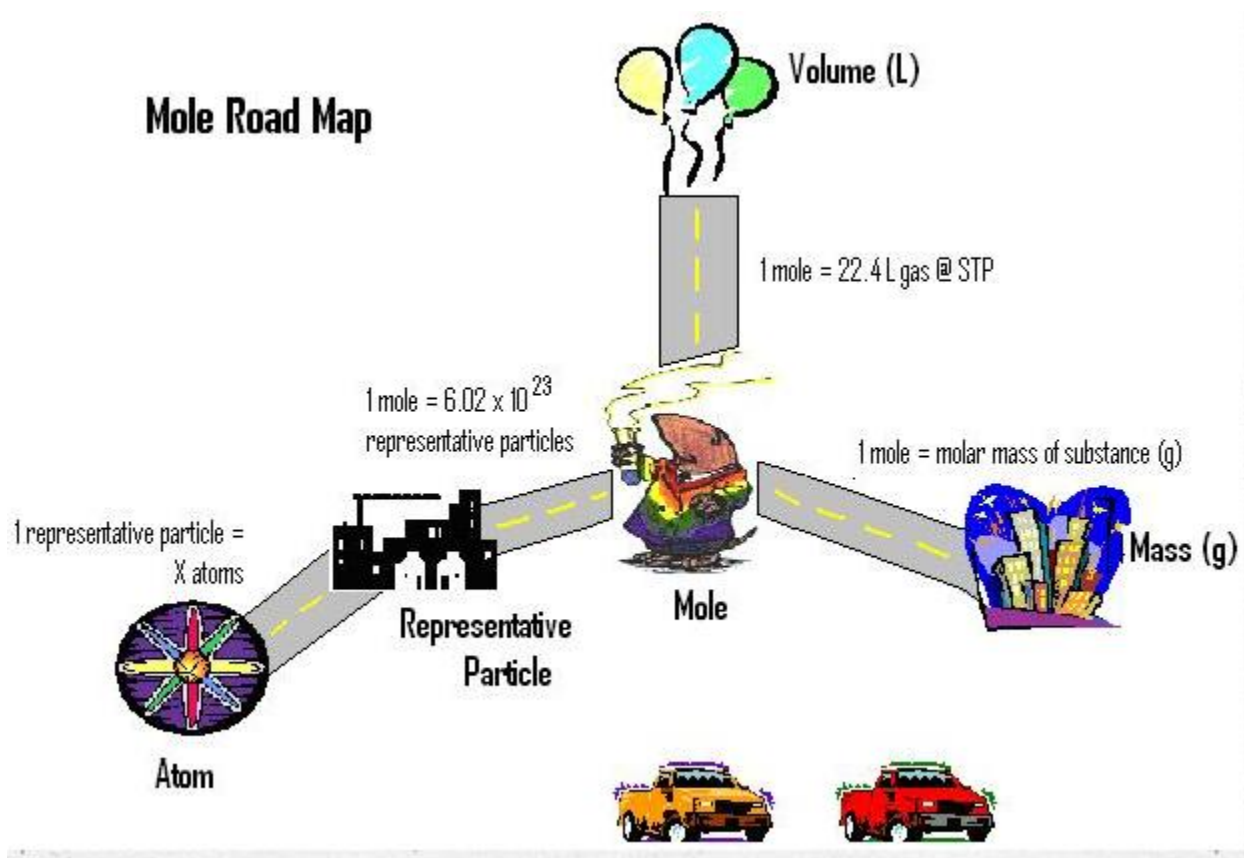 Volume (L)
Mole Road Map
1 mole = 22.4 L gas @ STP
1 mole = 6.02 x 10^23
representative particles
1 mole = molar mass of substance (g)
1 representative particle =
X atoms
Mass (g)
Mole
Representative
Particle
Atom